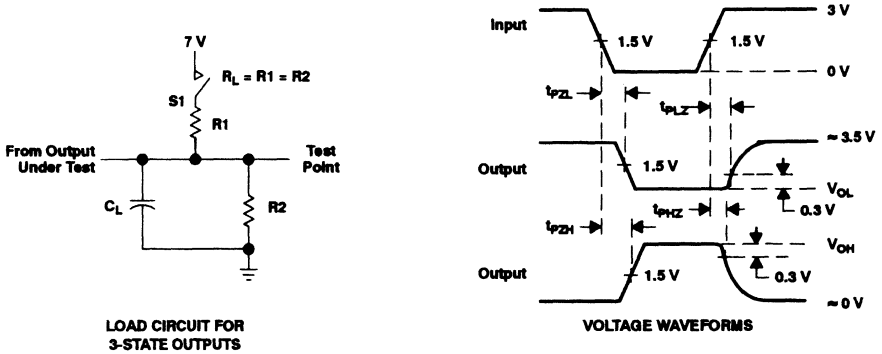 7 V
S1
R_L = R1 = R2
R1
From Output
Under Test
Test
Point
C_L
R2
LOAD CIRCUIT FOR
3-STATE OUTPUTS
Input
1.5 V
1.5 V
3 V
0 V
t_PZL
t_PLZ
Output
1.5 V
≈ 3.5 V
V_OL
0.3 V
t_PZH
t_PHZ
Output
1.5 V
V_OH
0.3 V
≈ 0 V
VOLTAGE WAVEFORMS